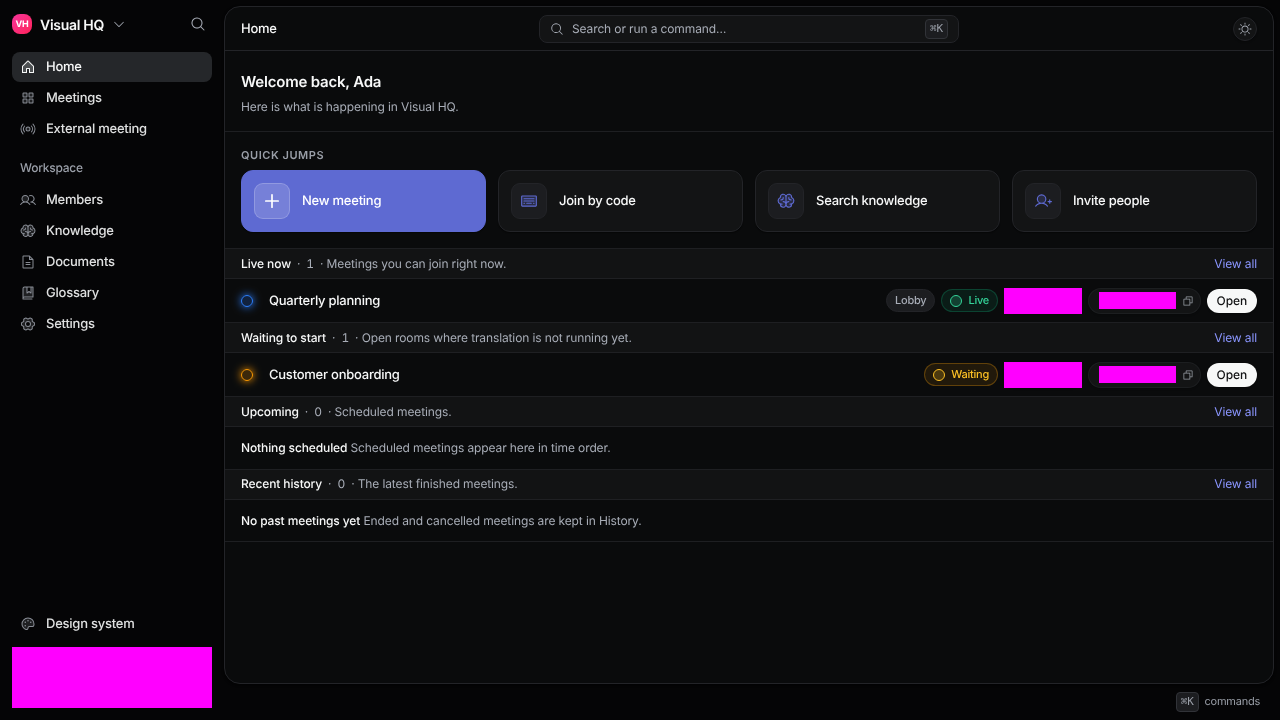 VH Visual HQ
Home
Meetings
External meeting
Workspace
Members
Knowledge
Documents
Glossary
Settings
Design system
Home
Search or run a command...
⌘K
Welcome back, Ada
Here is what is happening in Visual HQ.
QUICK JUMPS
New meeting
Join by code
Search knowledge
Invite people
Live now · 1 · Meetings you can join right now. View all
Quarterly planning Lobby Live Open
Waiting to start · 1 · Open rooms where translation is not running yet. View all
Customer onboarding Waiting Open
Upcoming · 0 · Scheduled meetings. View all
Nothing scheduled Scheduled meetings appear here in time order.
Recent history · 0 · The latest finished meetings. View all
No past meetings yet Ended and cancelled meetings are kept in History.
⌘K commands